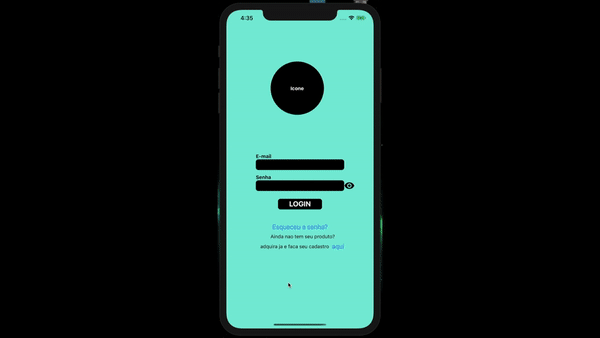 4:35
Icone
E-mail
Senha
LOGIN
Esqueceu a senha?
Ainda nao tem seu produto?
adquira ja e faca seu cadastro aqui